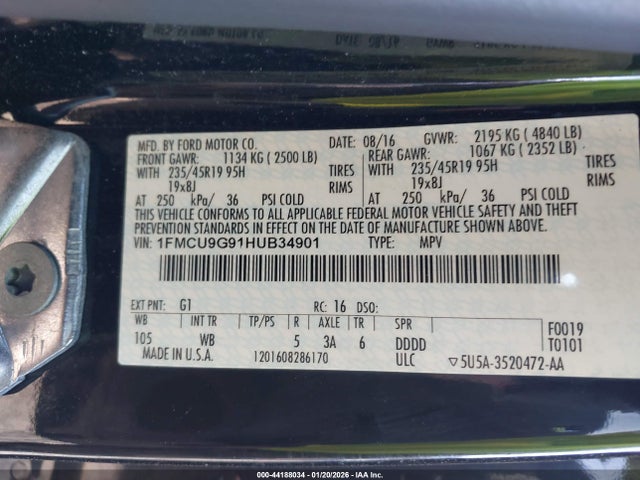 MFD. BY FORD MOTOR CO. DATE: 08/16 GVWR: 2195 KG ( 4840 LB)
FRONT GAWR: 1134 KG ( 2500 LB) REAR GAWR: 1067 KG ( 2352 LB)
WITH 235/45R19 95H TIRES WITH 235/45R19 95H TIRES
19x8J RIMS 19x8J RIMS
AT 250 kPa/ 36 PSI COLD AT 250 kPa/ 36 PSI COLD
THIS VEHICLE CONFORMS TO ALL APPLICABLE FEDERAL MOTOR VEHICLE SAFETY AND THEFT
PREVENTION STANDARDS IN EFFECT ON THE DATE OF MANUFACTURE SHOWN ABOVE.
VIN: 1FMCU9G91HUB34901 TYPE: MPV
EXT PNT: G1 RC: 16 DSO:
WB INT TR TP/PS R AXLE TR SPR F0019
105 WB 5 3A 6 DDDD T0101
MADE IN U.S.A. 1201608286170 ULC ▽5U5A-3520472-AA
© - 44188034 - 01/20/2026 - IAA Inc.